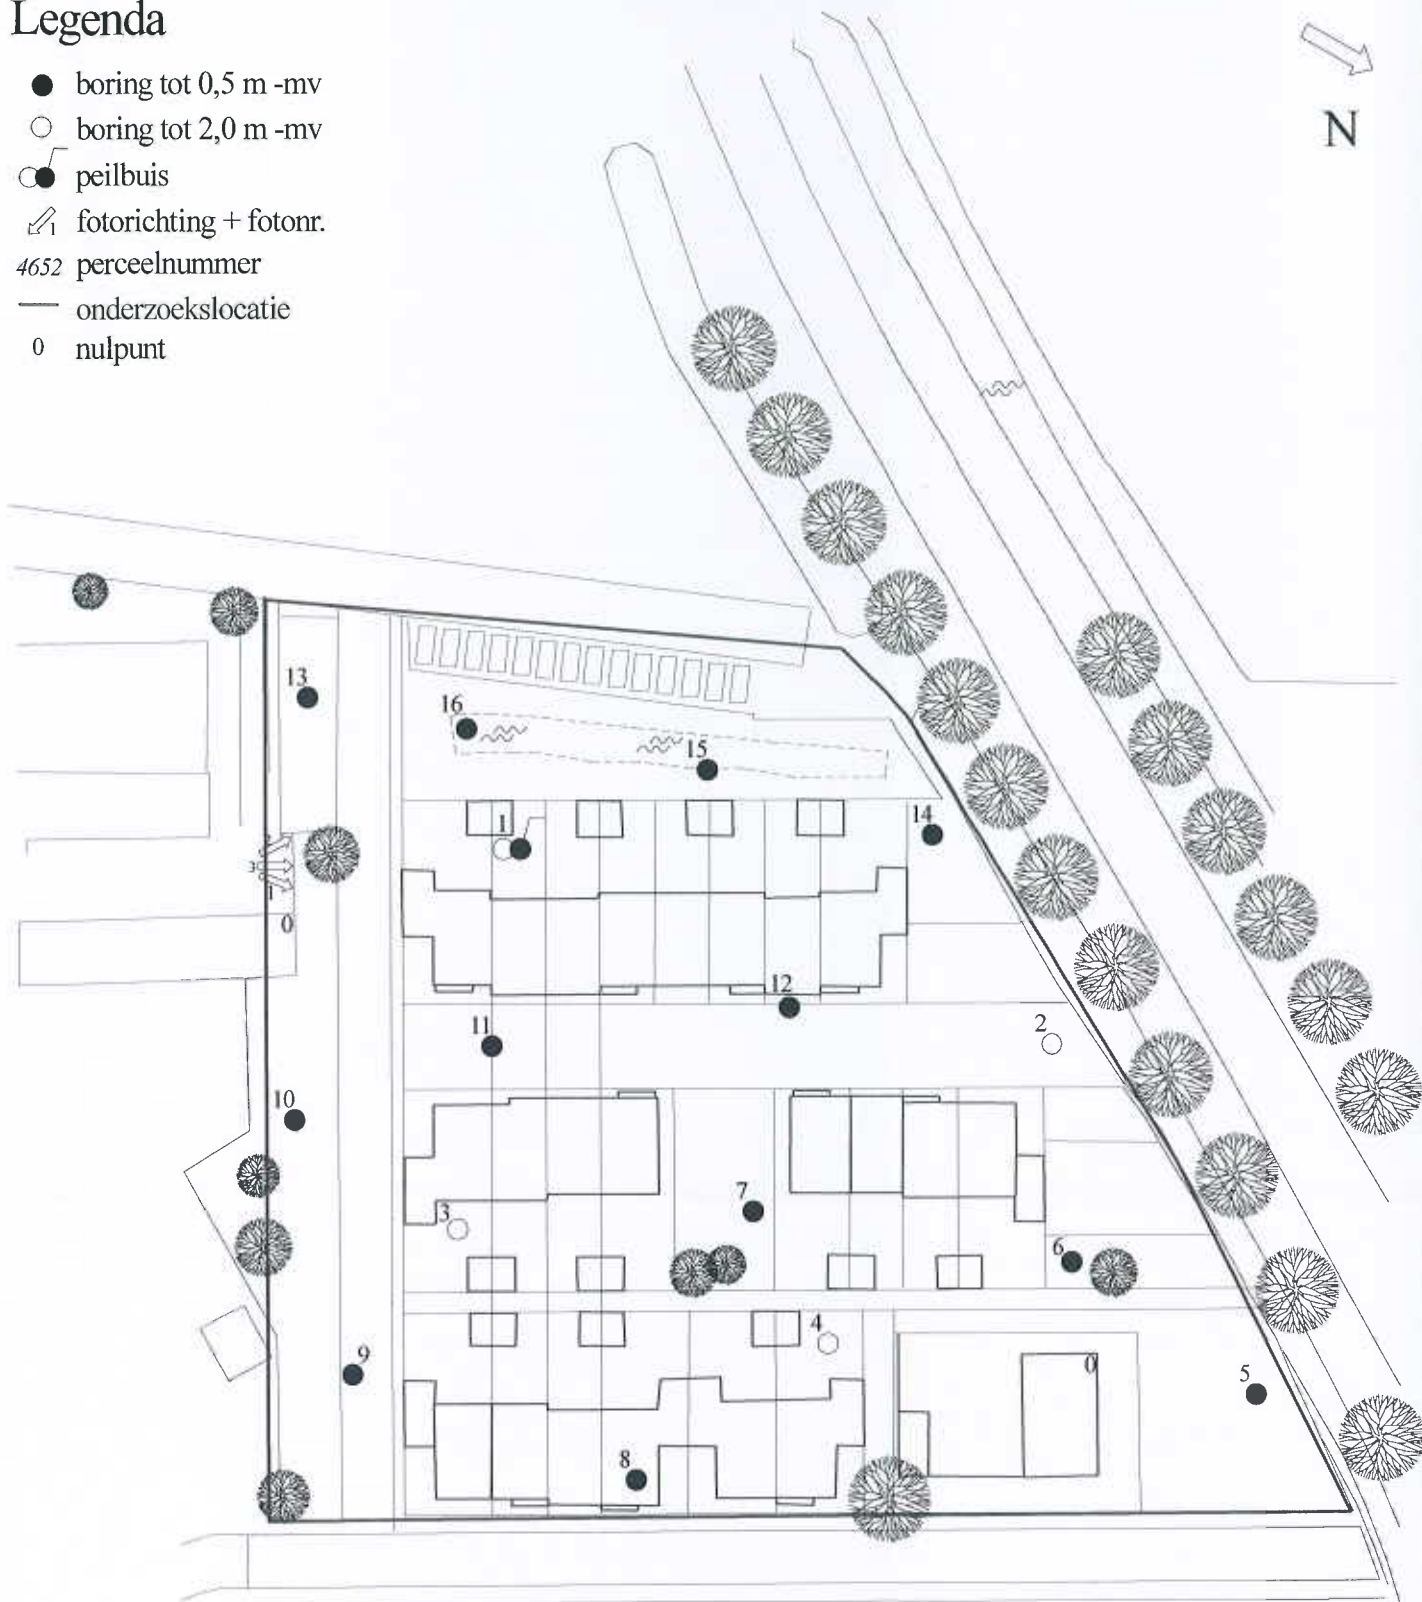 Legenda
boring tot 0,5 m -mv
boring tot 2,0 m -mv
peilbuis
1 fotorichting + fotonr.
4652 perceelnummer
onderzoekslocatie
0 nulpunt
N
13
16
15
14
1
3
1
0
12
11
2
10
7
3
6
4
9
0
5
8